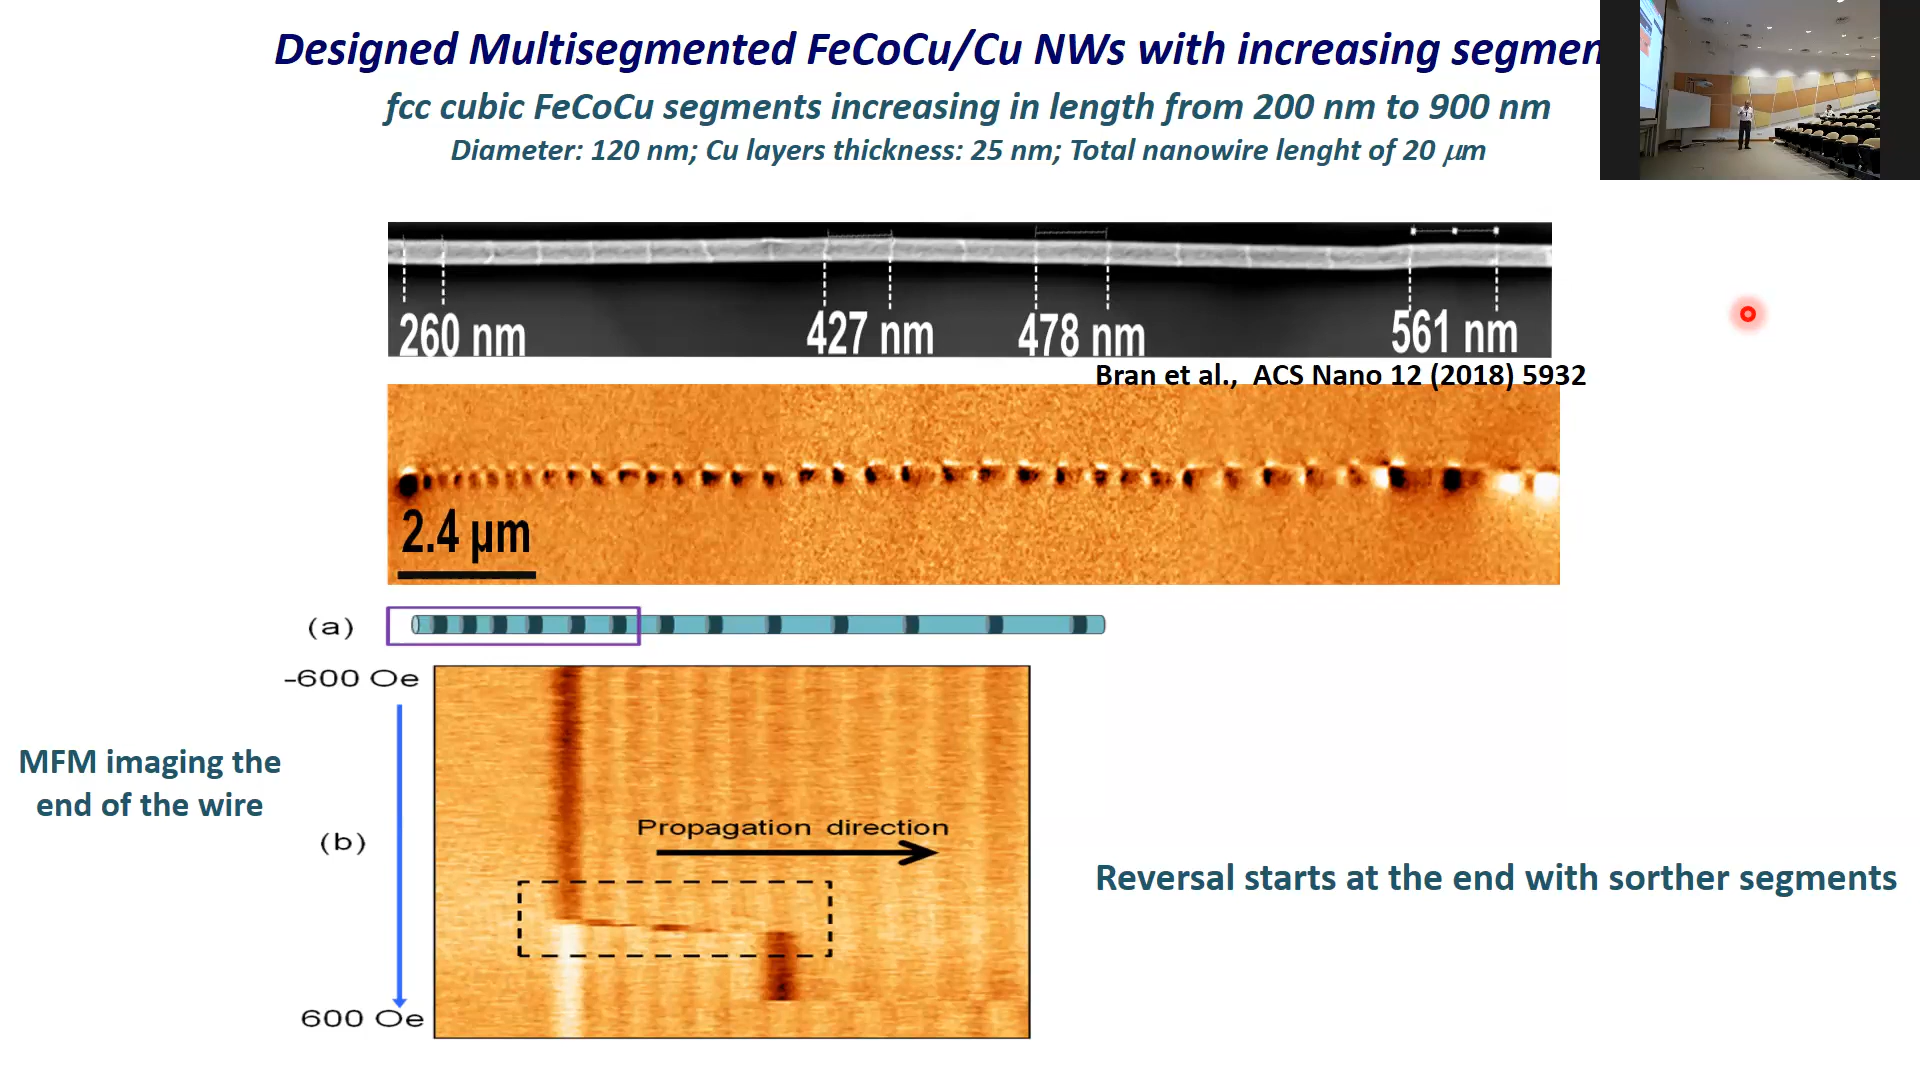 Designed Multisegmented FeCoCu/Cu NWs with increasing segmen
fcc cubic FeCoCu segments increasing in length from 200 nm to 900 nm
Diameter: 120 nm; Cu layers thickness: 25 nm; Total nanowire lenght of 20 μm
260 nm
427 nm
478 nm
561 nm
Bran et al., ACS Nano 12 (2018) 5932
2.4 μm
(a)
-600 Oe
MFM imaging the
end of the wire
(b)
Propagation direction
Reversal starts at the end with sorther segments
600 Oe